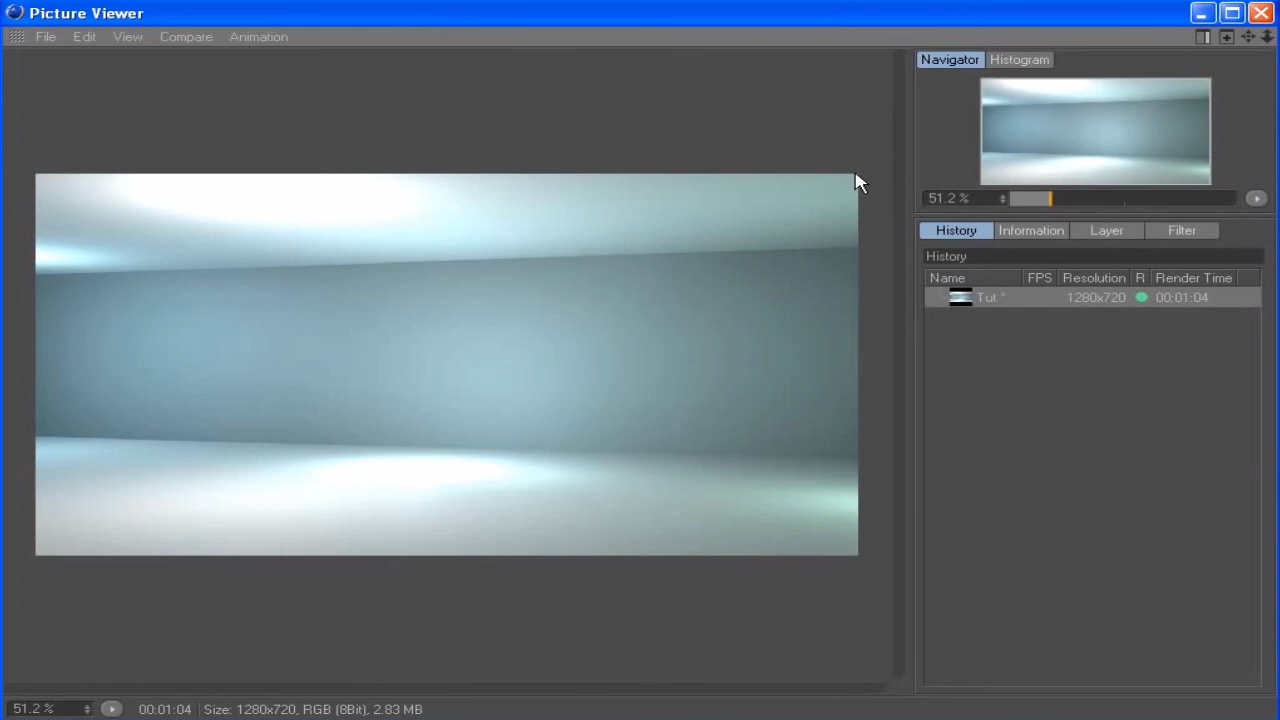 Picture Viewer
File Edit View Compare Animation
Navigator Histogram
51.2 %
History Information Layer Filter
History
Name FPS Resolution R Render Time
Tut * 1280x720 00:01:04
51.2 % 00:01:04 Size: 1280x720, RGB (8Bit), 2.83 MB